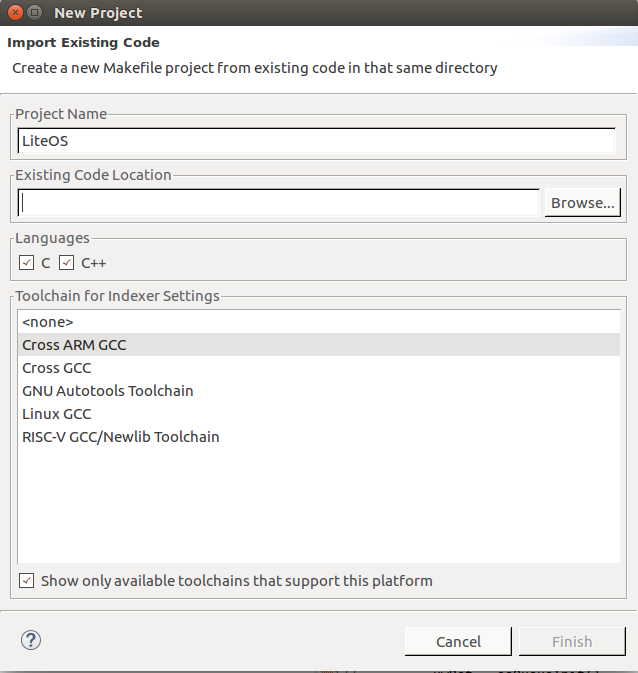 New Project
Import Existing Code
Create a new Makefile project from existing code in that same directory
Project Name
LiteOS
Existing Code Location
Browse...
Languages
C C++
Toolchain for Indexer Settings
<none>
Cross ARM GCC
Cross GCC
GNU Autotools Toolchain
Linux GCC
RISC-V GCC/Newlib Toolchain
Show only available toolchains that support this platform
? Cancel Finish